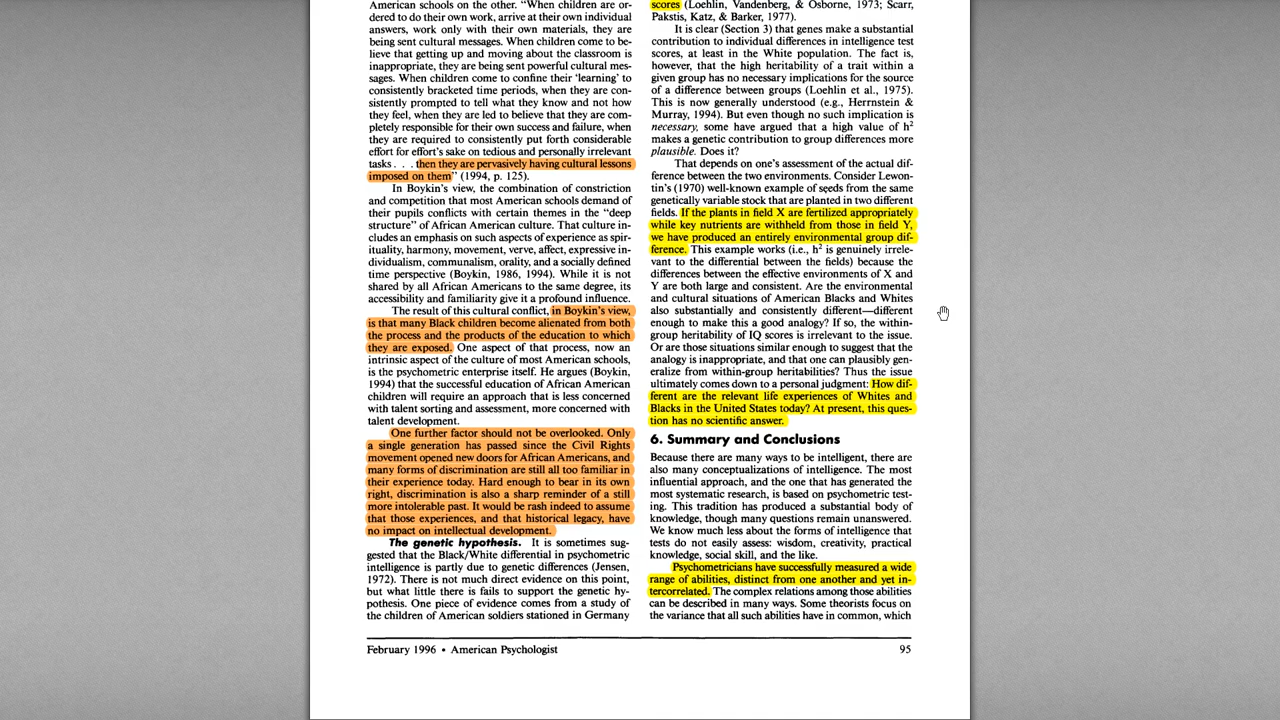 American schools on the other. "When children are or-
dered to do their own work, arrive at their own individual
answers, work only with their own materials, they are
being sent cultural messages. When children come to be-
lieve that getting up and moving about the classroom is
inappropriate, they are being sent powerful cultural mes-
sages. When children come to confine their 'learning' to
consistently bracketed time periods, when they are con-
sistently prompted to tell what they know and not how
they feel, when they are led to believe that they are com-
pletely responsible for their own success and failure, when
they are required to consistently put forth considerable
effort for effort's sake on tedious and personally irrelevant
tasks . . . then they are pervasively having cultural lessons
imposed on them" (1994, p. 125).
In Boykin's view, the combination of constriction
and competition that most American schools demand of
their pupils conflicts with certain themes in the "deep
structure" of African American culture. That culture in-
cludes an emphasis on such aspects of experience as spir-
ituality, harmony, movement, verve, affect, expressive in-
dividualism, communalism, orality, and a socially defined
time perspective (Boykin, 1986, 1994). While it is not
shared by all African Americans to the same degree, its
accessibility and familiarity give it a profound influence.
The result of this cultural conflict, in Boykin's view,
is that many Black children become alienated from both
the process and the products of the education to which
they are exposed. One aspect of that process, now an
intrinsic aspect of the culture of most American schools,
is the psychometric enterprise itself. He argues (Boykin,
1994) that the successful education of African American
children will require an approach that is less concerned
with talent sorting and assessment, more concerned with
talent development.
One further factor should not be overlooked. Only
a single generation has passed since the Civil Rights
movement opened new doors for African Americans, and
many forms of discrimination are still all too familiar in
their experience today. Hard enough to bear in its own
right, discrimination is also a sharp reminder of a still
more intolerable past. It would be rash indeed to assume
that those experiences, and that historical legacy, have
no impact on intellectual development.
The genetic hypothesis. It is sometimes sug-
gested that the Black/White differential in psychometric
intelligence is partly due to genetic differences (Jensen,
1972). There is not much direct evidence on this point,
but what little there is fails to support the genetic hy-
pothesis. One piece of evidence comes from a study of
the children of American soldiers stationed in Germany
scores (Loehlin, Vandenberg, & Osborne, 1973; Scarr,
Pakstis, Katz, & Barker, 1977).
It is clear (Section 3) that genes make a substantial
contribution to individual differences in intelligence test
scores, at least in the White population. The fact is,
however, that the high heritability of a trait within a
given group has no necessary implications for the source
of a difference between groups (Loehlin et al., 1975).
This is now generally understood (e.g., Herrnstein &
Murray, 1994). But even though no such implication is
necessary, some have argued that a high value of h²
makes a genetic contribution to group differences more
plausible. Does it?
That depends on one's assessment of the actual dif-
ference between the two environments. Consider Lewon-
tin's (1970) well-known example of seeds from the same
genetically variable stock that are planted in two different
fields. If the plants in field X are fertilized appropriately
while key nutrients are withheld from those in field Y,
we have produced an entirely environmental group dif-
ference. This example works (i.e., h² is genuinely irrele-
vant to the differential between the fields) because the
differences between the effective environments of X and
Y are both large and consistent. Are the environmental
and cultural situations of American Blacks and Whites
also substantially and consistently different—different
enough to make this a good analogy? If so, the within-
group heritability of IQ scores is irrelevant to the issue.
Or are those situations similar enough to suggest that the
analogy is inappropriate, and that one can plausibly gen-
eralize from within-group heritabilities? Thus the issue
ultimately comes down to a personal judgment: How dif-
ferent are the relevant life experiences of Whites and
Blacks in the United States today? At present, this ques-
tion has no scientific answer.
6. Summary and Conclusions
Because there are many ways to be intelligent, there are
also many conceptualizations of intelligence. The most
influential approach, and the one that has generated the
most systematic research, is based on psychometric test-
ing. This tradition has produced a substantial body of
knowledge, though many questions remain unanswered.
We know much less about the forms of intelligence that
tests do not easily assess: wisdom, creativity, practical
knowledge, social skill, and the like.
Psychometricians have successfully measured a wide
range of abilities, distinct from one another and yet in-
tercorrelated. The complex relations among those abilities
can be described in many ways. Some theorists focus on
the variance that all such abilities have in common, which
February 1996 • American Psychologist
95